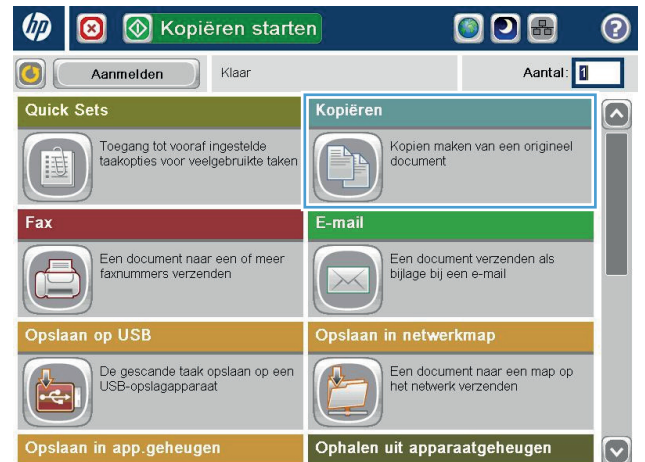 hp
Kopiëren starten
?
Aanmelden
Klaar
Aantal: 1
Quick Sets
Toegang tot vooraf ingestelde
taakopties voor veelgebruikte taken
Kopiëren
Kopien maken van een origineel
document
Fax
Een document naar een of meer
faxnummers verzenden
E-mail
Een document verzenden als
bijlage bij een e-mail
Opslaan op USB
De gescande taak opslaan op een
USB-opslagapparaat
Opslaan in netwerkmap
Een document naar een map op
het netwerk verzenden
Opslaan in app.geheugen
Ophalen uit apparaatgeheugen